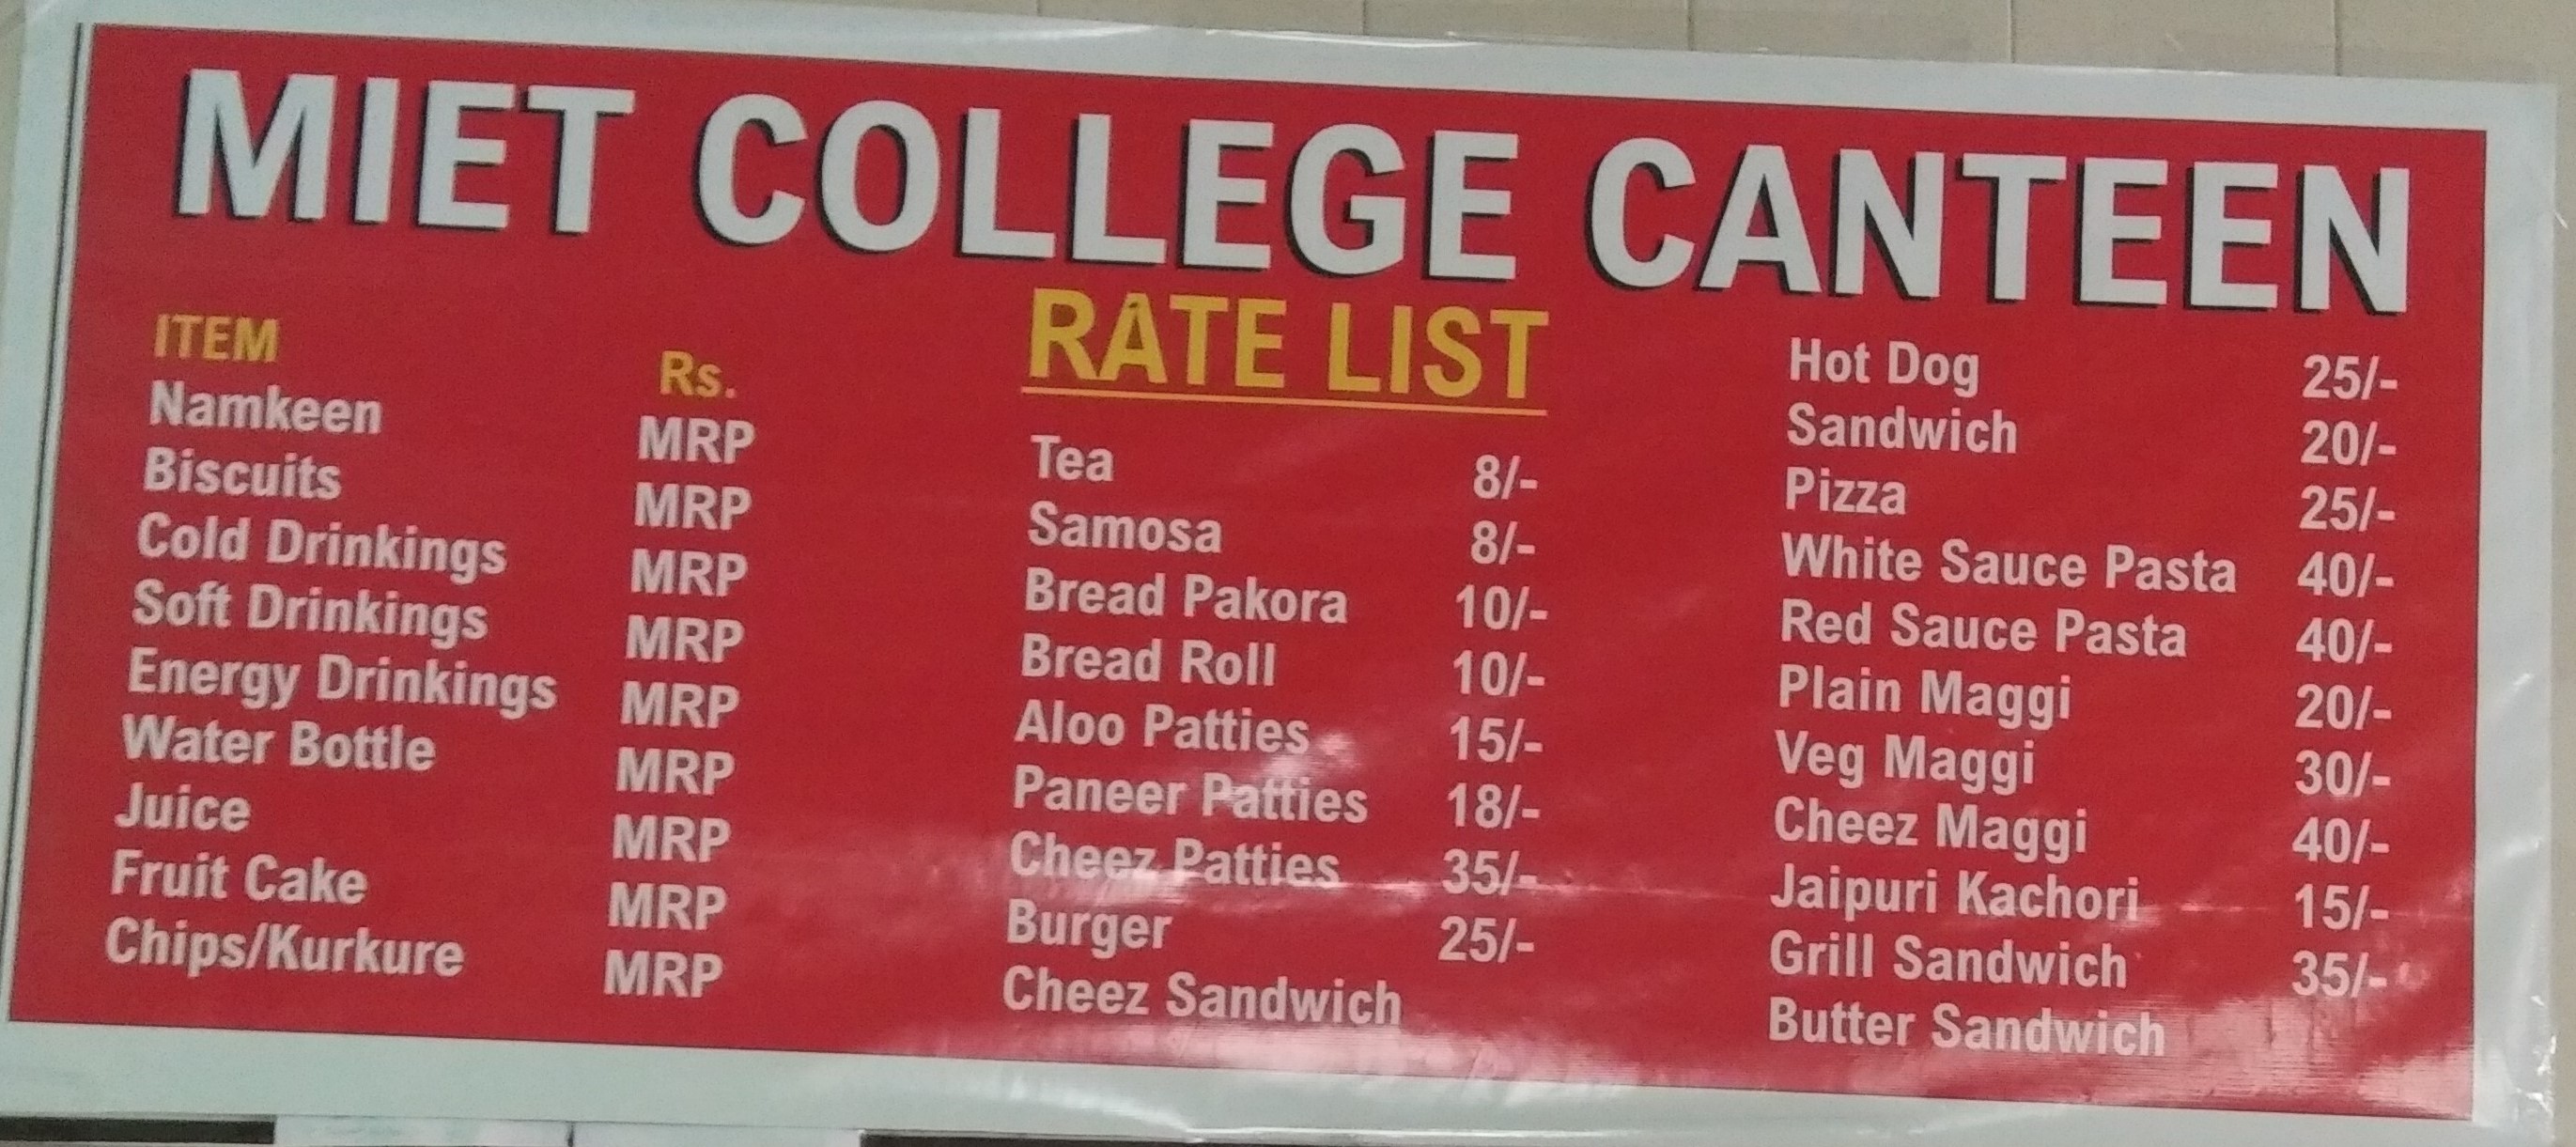 MIET COLLEGE CANTEEN
RATE LIST
ITEM Rs.
Namkeen MRP
Biscuits MRP
Cold Drinkings MRP
Soft Drinkings MRP
Energy Drinkings MRP
Water Bottle MRP
Juice MRP
Fruit Cake MRP
Chips/Kurkure MRP
Tea 8/-
Samosa 8/-
Bread Pakora 10/-
Bread Roll 10/-
Aloo Patties 15/-
Paneer Patties 18/-
Cheez Patties 35/-
Burger 25/-
Cheez Sandwich
Hot Dog 25/-
Sandwich 20/-
Pizza 25/-
White Sauce Pasta 40/-
Red Sauce Pasta 40/-
Plain Maggi 20/-
Veg Maggi 30/-
Cheez Maggi 40/-
Jaipuri Kachori 15/-
Grill Sandwich 35/-
Butter Sandwich